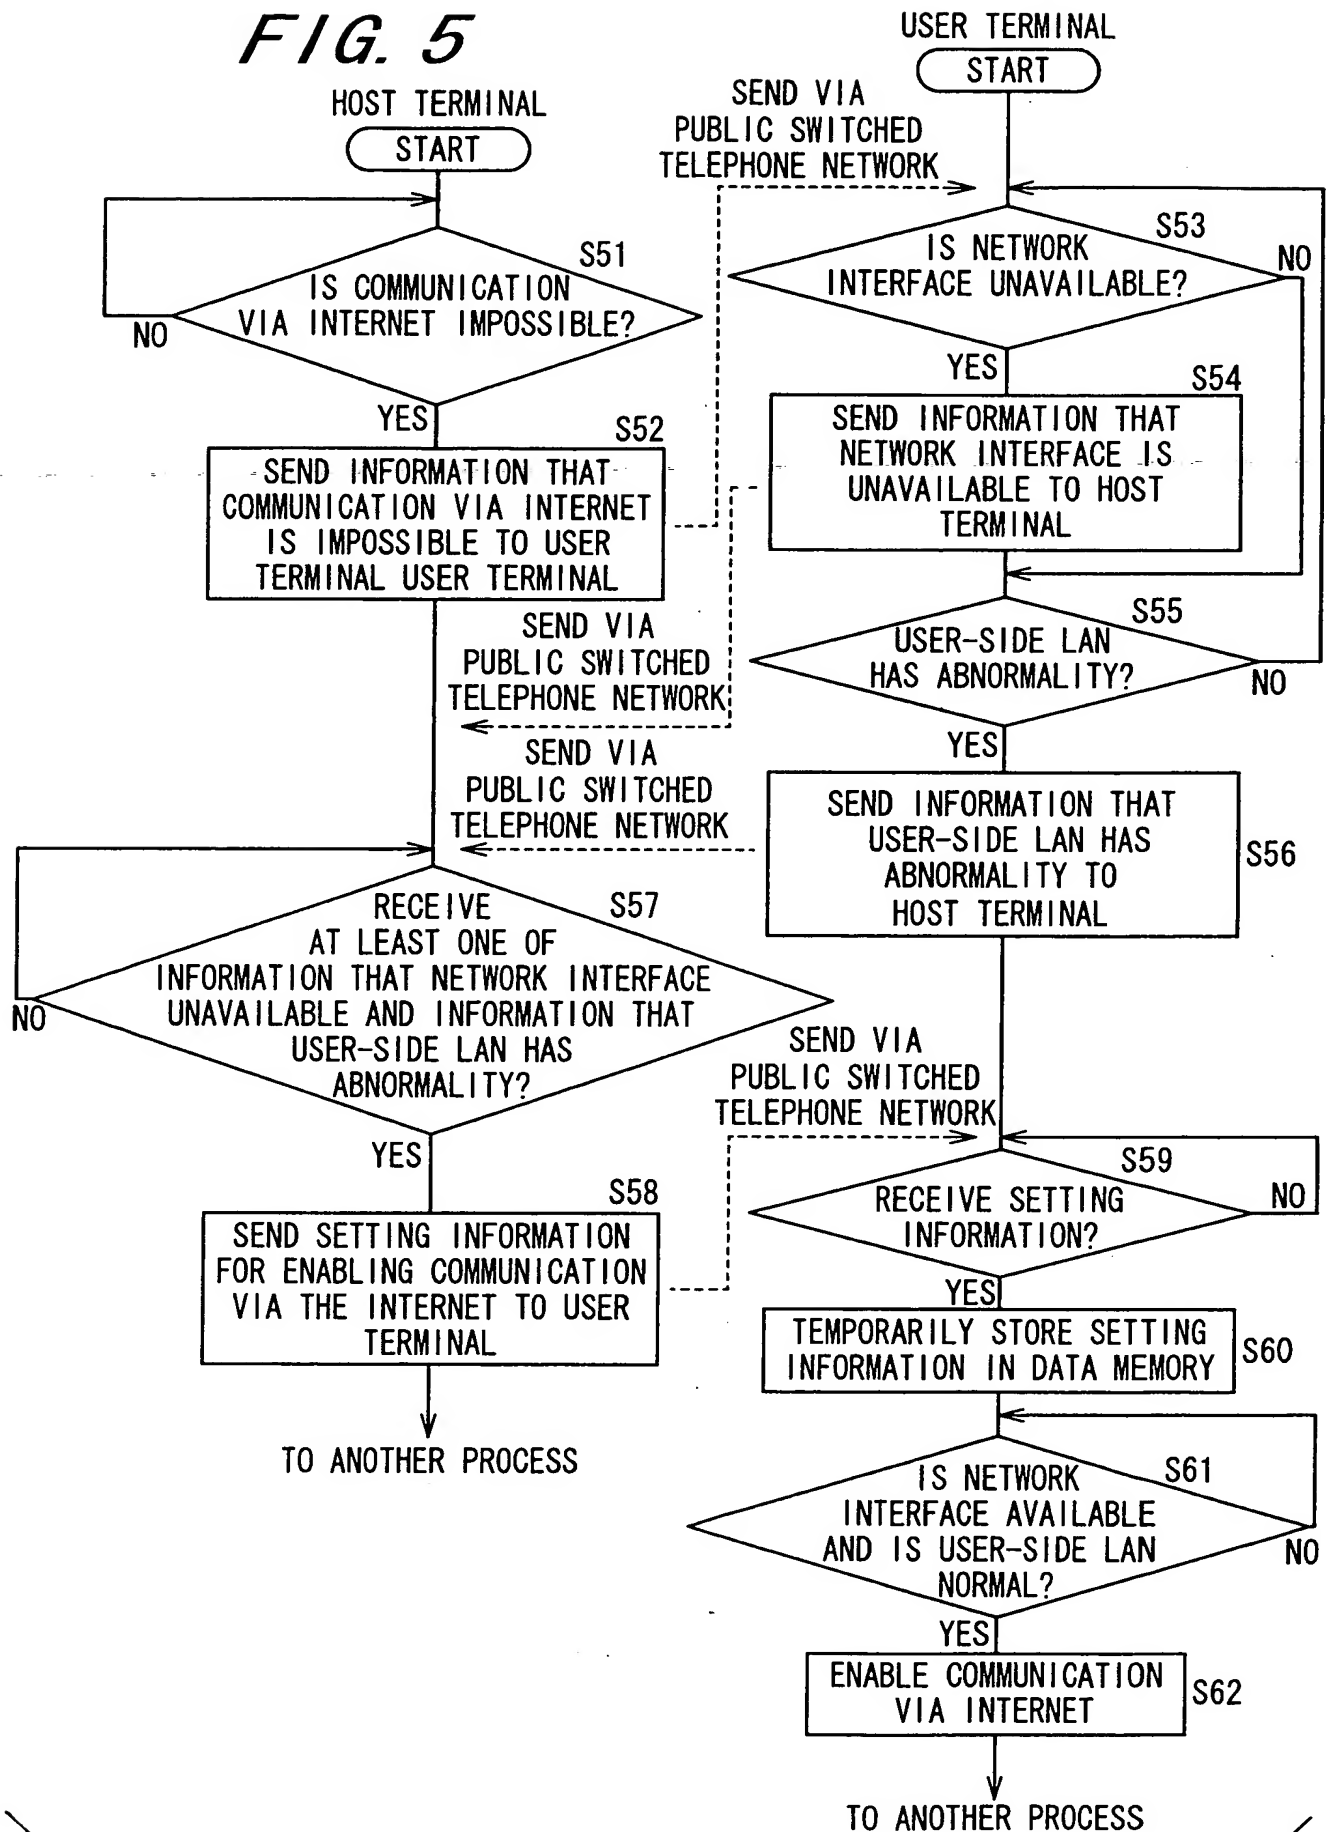 FIG. 5
HOST TERMINAL
START
S51
IS COMMUNICATION
VIA INTERNET IMPOSSIBLE?
NO
YES
S52
SEND INFORMATION THAT
COMMUNICATION VIA INTERNET
IS IMPOSSIBLE TO USER
TERMINAL USER TERMINAL
SEND VIA
PUBLIC SWITCHED
TELEPHONE NETWORK
USER TERMINAL
START
S53
IS NETWORK
INTERFACE UNAVAILABLE?
NO
YES
S54
SEND INFORMATION THAT
NETWORK INTERFACE IS
UNAVAILABLE TO HOST
TERMINAL
S55
USER-SIDE LAN
HAS ABNORMALITY?
NO
YES
SEND VIA
PUBLIC SWITCHED
TELEPHONE NETWORK
SEND VIA
PUBLIC SWITCHED
TELEPHONE NETWORK
SEND INFORMATION THAT
USER-SIDE LAN HAS
ABNORMALITY TO
HOST TERMINAL
S56
S57
RECEIVE
AT LEAST ONE OF
INFORMATION THAT NETWORK INTERFACE
UNAVAILABLE AND INFORMATION THAT
USER-SIDE LAN HAS
ABNORMALITY?
NO
YES
S58
SEND SETTING INFORMATION
FOR ENABLING COMMUNICATION
VIA THE INTERNET TO USER
TERMINAL
TO ANOTHER PROCESS
SEND VIA
PUBLIC SWITCHED
TELEPHONE NETWORK
S59
RECEIVE SETTING
INFORMATION?
NO
YES
TEMPORARILY STORE SETTING
INFORMATION IN DATA MEMORY
S60
S61
IS NETWORK
INTERFACE AVAILABLE
AND IS USER-SIDE LAN
NORMAL?
NO
YES
ENABLE COMMUNICATION
VIA INTERNET
S62
TO ANOTHER PROCESS